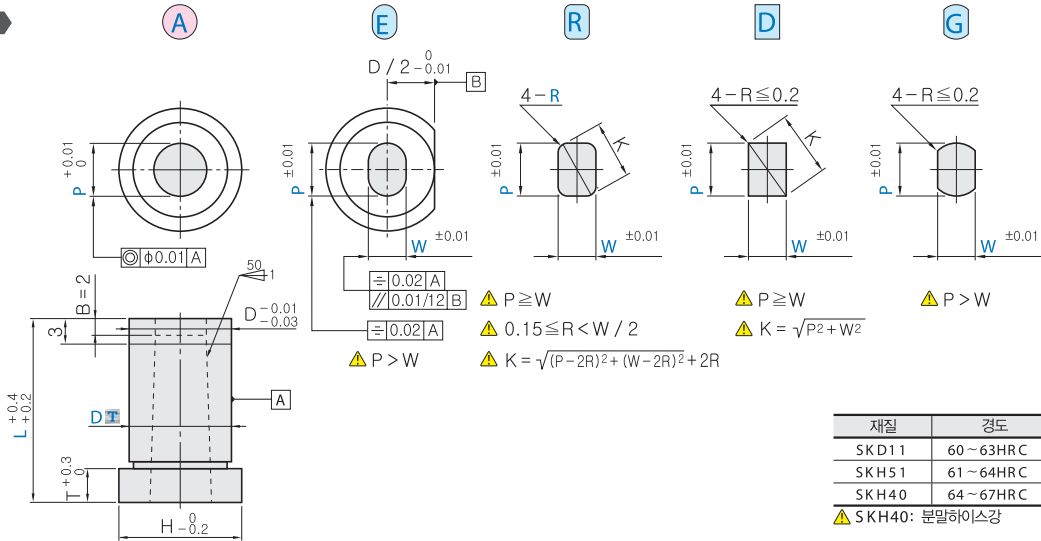 A
E
R
D
G
D / 2 0 -0.01
B
P +0.01 0
P ±0.01
W ±0.01
◎ ϕ0.01 A
⌯ 0.02 A
// 0.01/12 B
⌯ 0.02 A
⚠ P > W
4-R
K
P ±0.01
W ±0.01
⚠ P ≧ W
⚠ 0.15 ≦ R < W / 2
⚠ K = √(P-2R)² + (W-2R)² + 2R
4-R ≦ 0.2
K
P ±0.01
W ±0.01
⚠ P ≧ W
⚠ K = √P² + W²
4-R ≦ 0.2
P ±0.01
W ±0.01
⚠ P > W
50
1
B = 2
3
D -0.01 -0.03
L +0.4 +0.2
D T
A
T +0.3 0
H 0 -0.2
재질 경도
SKD11 60~63HRC
SKH51 61~64HRC
SKH40 64~67HRC
⚠ SKH40: 분말하이스강